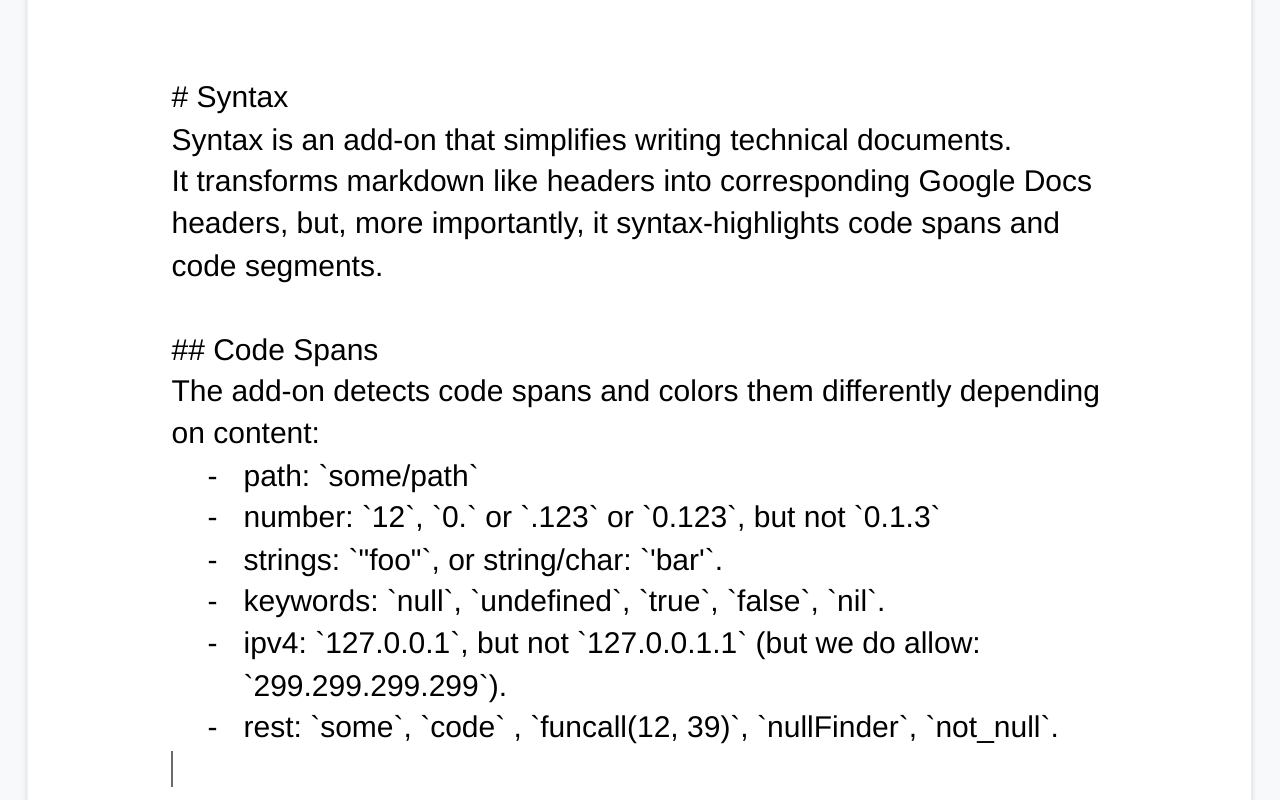 # Syntax
Syntax is an add-on that simplifies writing technical documents.
It transforms markdown like headers into corresponding Google Docs
headers, but, more importantly, it syntax-highlights code spans and
code segments.
## Code Spans
The add-on detects code spans and colors them differently depending
on content:
- path: `some/path`
- number: `12`, `0.` or `.123` or `0.123`, but not `0.1.3`
- strings: `"foo"`, or string/char: `'bar'`.
- keywords: `null`, `undefined`, `true`, `false`, `nil`.
- ipv4: `127.0.0.1`, but not `127.0.0.1.1` (but we do allow:
`299.299.299.299`).
- rest: `some`, `code` , `funcall(12, 39)`, `nullFinder`, `not_null`.